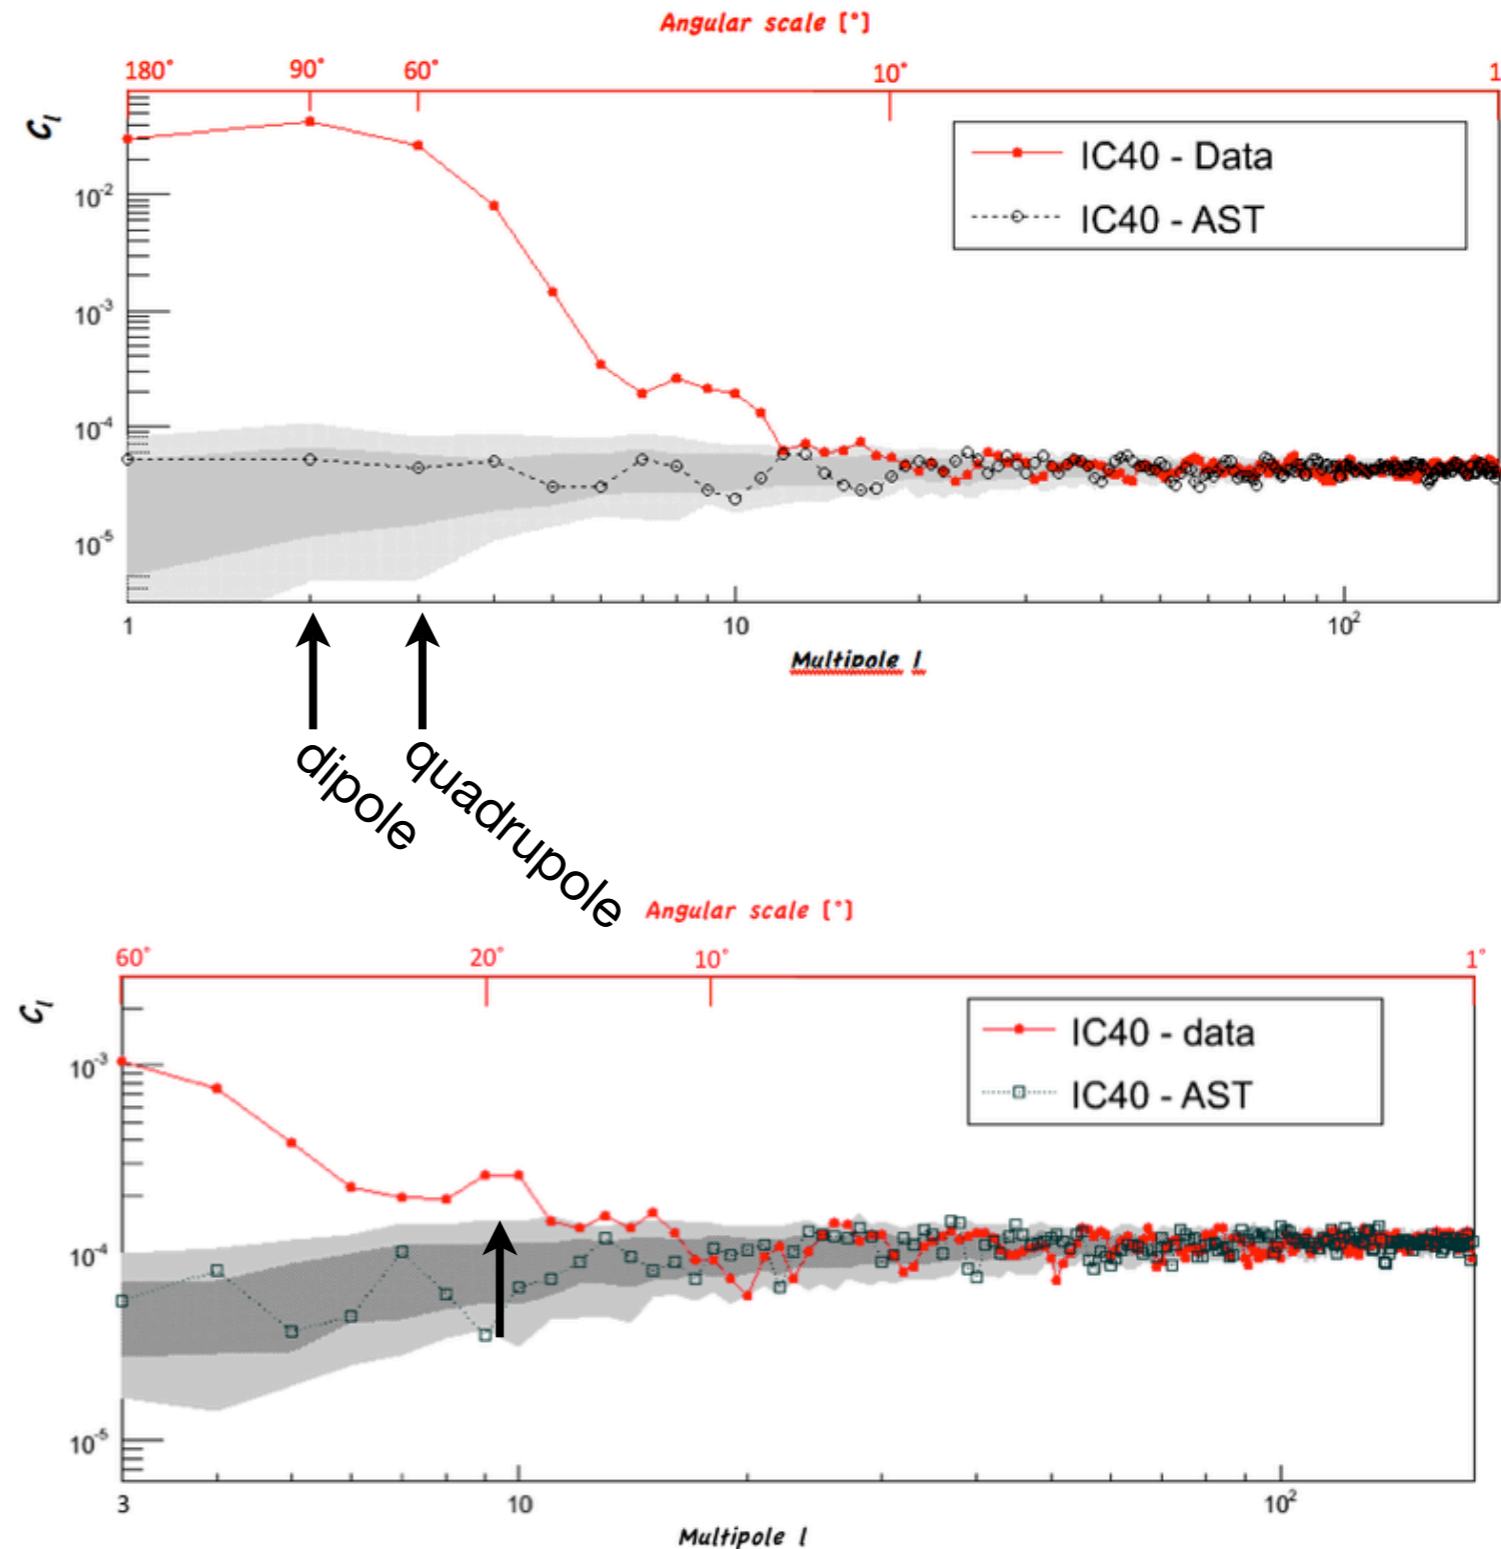 Angular scale [°]
180° 90° 60° 10° 1
C_l
IC40 - Data
IC40 - AST
10^-2
10^-3
10^-4
10^-5
1 10 10^2
Multipole l
dipole
quadrupole
Angular scale [°]
60° 20° 10° 1°
C_l
IC40 - data
IC40 - AST
10^-3
10^-4
10^-5
3 10 10^2
Multipole l